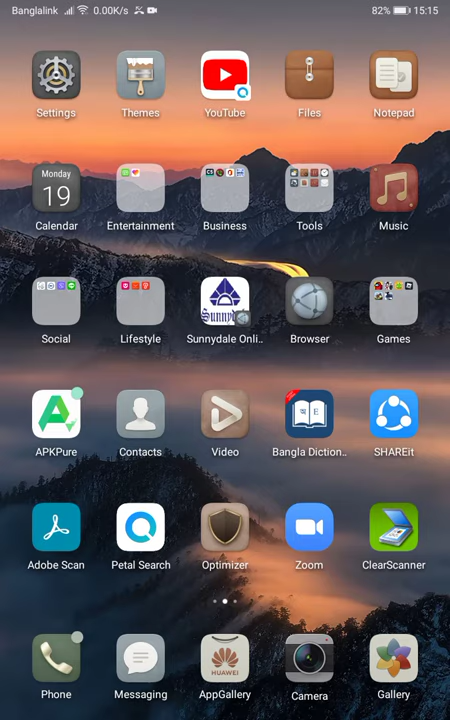 Banglalink 0.00K/s 82% 15:15
Settings Themes YouTube Files Notepad
Monday
19
Calendar Entertainment Business Tools Music
Sunnyd
Social Lifestyle Sunnydale Onli.. Browser Games
অ E
APKPure Contacts Video Bangla Diction.. SHAREit
Adobe Scan Petal Search Optimizer Zoom ClearScanner
HUAWEI
Phone Messaging AppGallery Camera Gallery